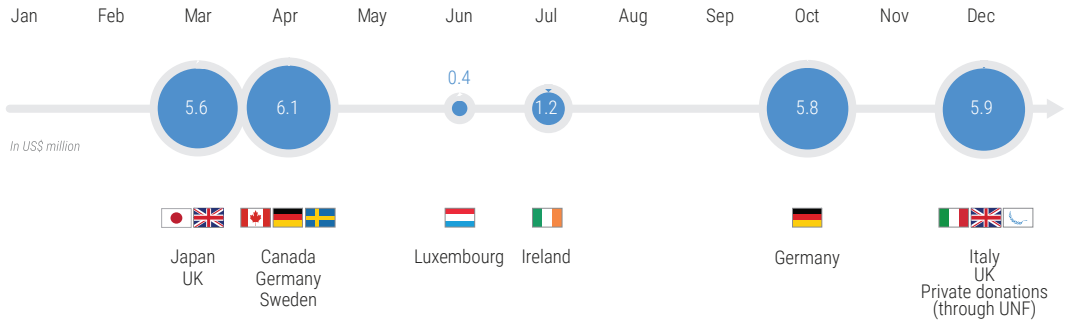 Jan Feb Mar Apr May Jun Jul Aug Sep Oct Nov Dec
0.4
5.6 6.1 1.2 5.8 5.9
In US$ million
Japan
UK
Canada
Germany
Sweden
Luxembourg
Ireland
Germany
Italy
UK
Private donations
(through UNF)